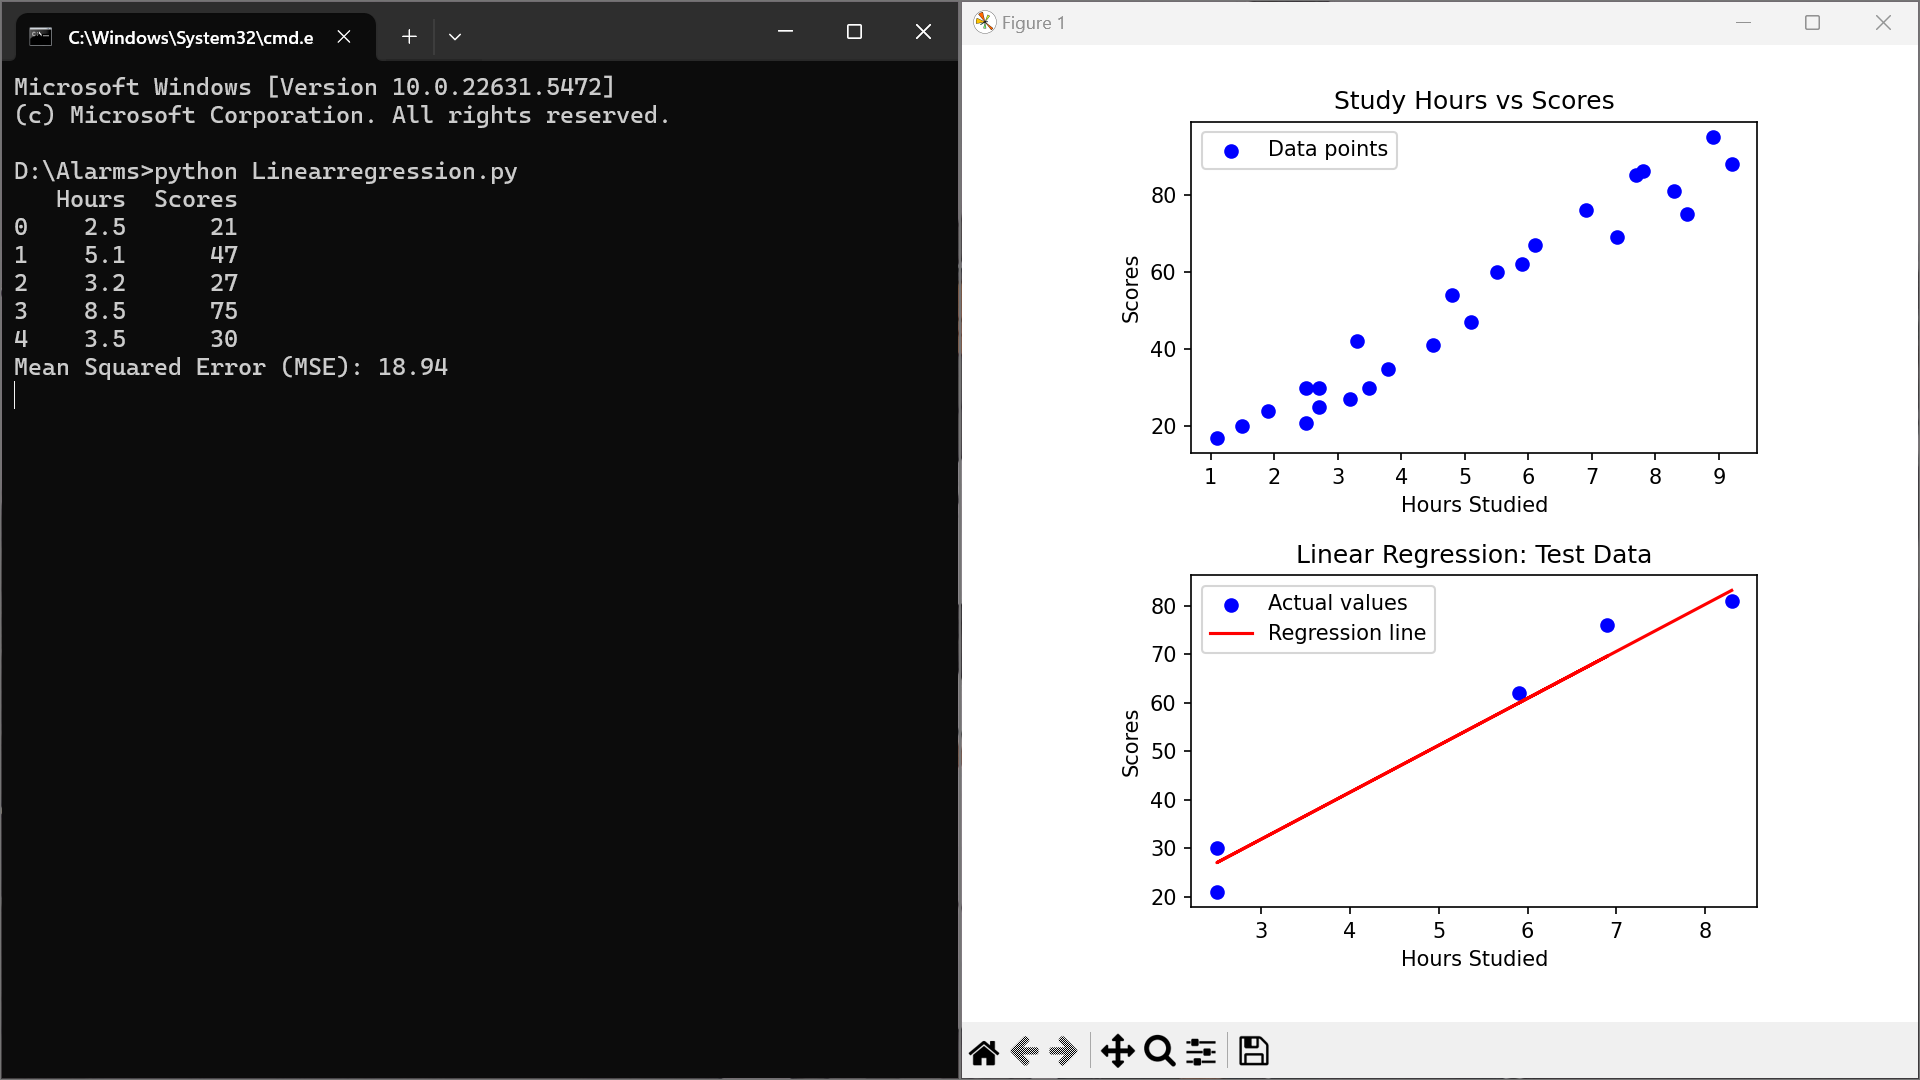 C:\Windows\System32\cmd.e
Microsoft Windows [Version 10.0.22631.5472]
(c) Microsoft Corporation. All rights reserved.
D:\Alarms>python Linearregression.py
   Hours  Scores
0    2.5      21
1    5.1      47
2    3.2      27
3    8.5      75
4    3.5      30
Mean Squared Error (MSE): 18.94
Figure 1
Study Hours vs Scores
Data points
Scores
80
60
40
20
1 2 3 4 5 6 7 8 9
Hours Studied
Linear Regression: Test Data
Actual values
Regression line
Scores
80
70
60
50
40
30
20
3 4 5 6 7 8
Hours Studied